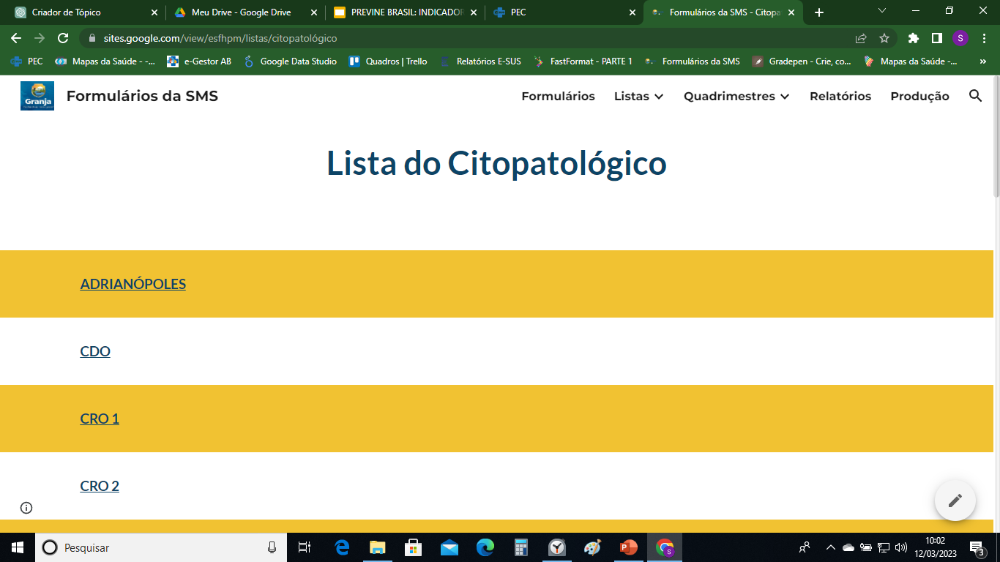 Criador de Tópico
Meu Drive - Google Drive
PREVINE BRASIL: INDICADOR
PEC
Formulários da SMS - Citopa
sites.google.com/view/esfhpm/listas/citopatológico
S
PEC
Mapas da Saúde - -...
e-Gestor AB
Google Data Studio
Quadros | Trello
Relatórios E-SUS
FastFormat - PARTE 1
Formulários da SMS
Gradepen - Crie, co...
Mapas da Saúde -...
»
Granja
Formulários da SMS
Formulários
Listas
Quadrimestres
Relatórios
Produção
Lista do Citopatológico
ADRIANÓPOLES
CDO
CRO 1
CRO 2
Pesquisar
10:02
12/03/2023
3